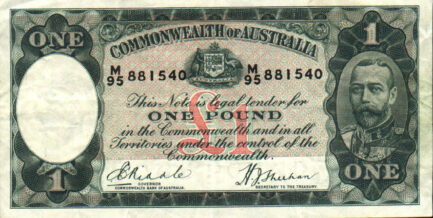 ONE
COMMONWEALTH OF AUSTRALIA
1
M/95 881540
M/95 881540
This Note is legal tender for
ONE POUND
in the Commonwealth and in all
Territories under the control of the
Commonwealth.
£1
GOVERNOR
COMMONWEALTH BANK OF AUSTRALIA
SECRETARY TO THE TREASURY
1
ONE